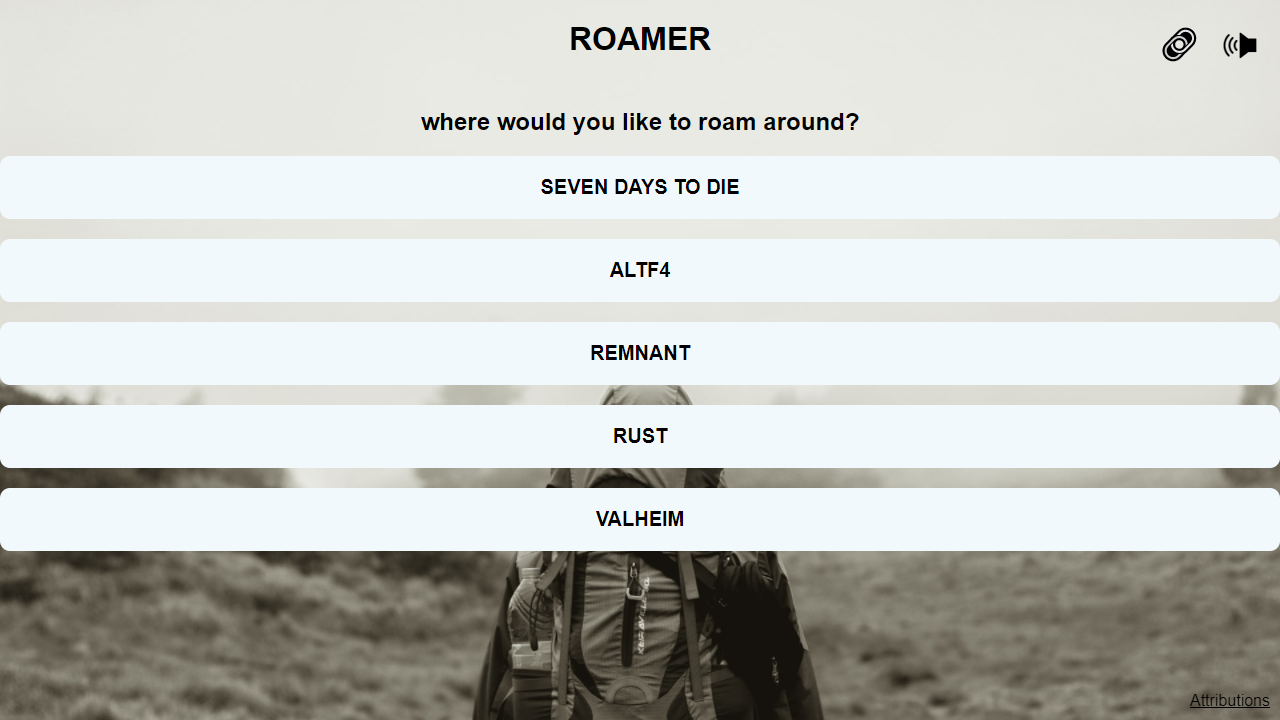 ROAMER
where would you like to roam around?
SEVEN DAYS TO DIE
ALTF4
REMNANT
RUST
VALHEIM
Attributions